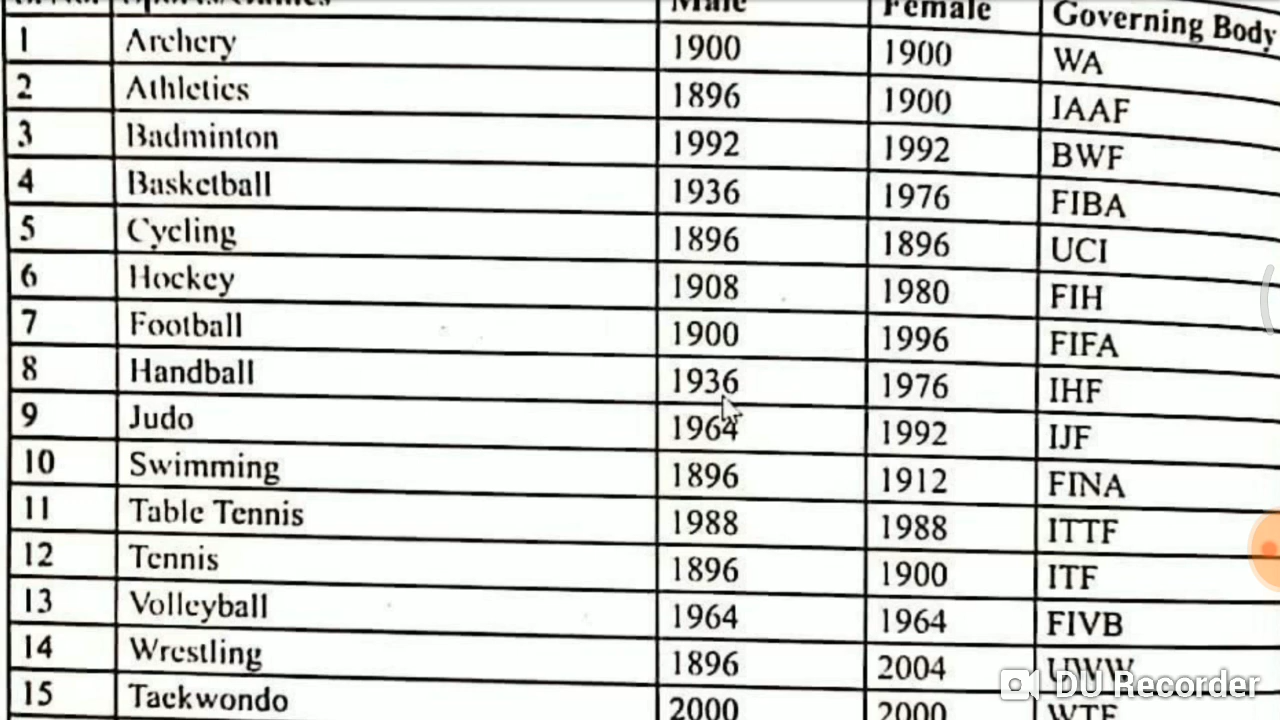 Male Female Governing Body
1 Archery 1900 1900 WA
2 Athletics 1896 1900 IAAF
3 Badminton 1992 1992 BWF
4 Basketball 1936 1976 FIBA
5 Cycling 1896 1896 UCI
6 Hockey 1908 1980 FIH
7 Football 1900 1996 FIFA
8 Handball 1936 1976 IHF
9 Judo 1964 1992 IJF
10 Swimming 1896 1912 FINA
11 Table Tennis 1988 1988 ITTF
12 Tennis 1896 1900 ITF
13 Volleyball 1964 1964 FIVB
14 Wrestling 1896 2004 UWW
15 Taekwondo 2000 2000 WTF
DU Recorder